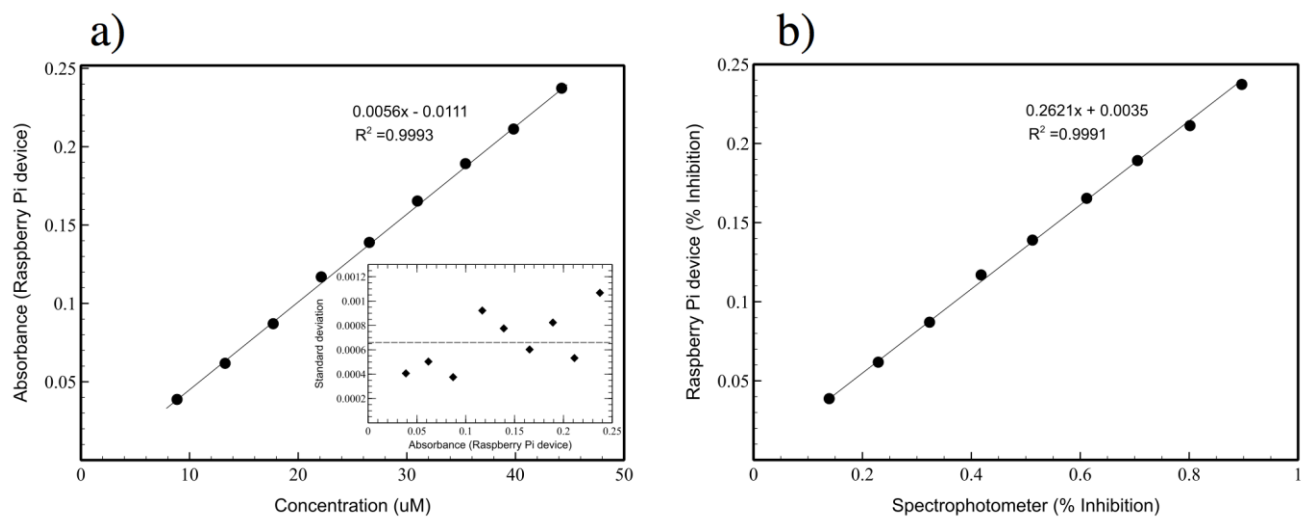 a)
Absorbance (Raspberry Pi device)
0.25
0.2
0.15
0.1
0.05
0.0056x - 0.0111
R² =0.9993
Standard deviation
0.0012
0.001
0.0008
0.0006
0.0004
0.0002
0
0.05
0.1
0.15
0.2
0.25
Absorbance (Raspberry Pi device)
0
10
20
30
40
50
Concentration (uM)
b)
Raspberry Pi device (% Inhibition)
0.25
0.2
0.15
0.1
0.05
0.2621x + 0.0035
R² =0.9991
0
0.2
0.4
0.6
0.8
1
Spectrophotometer (% Inhibition)